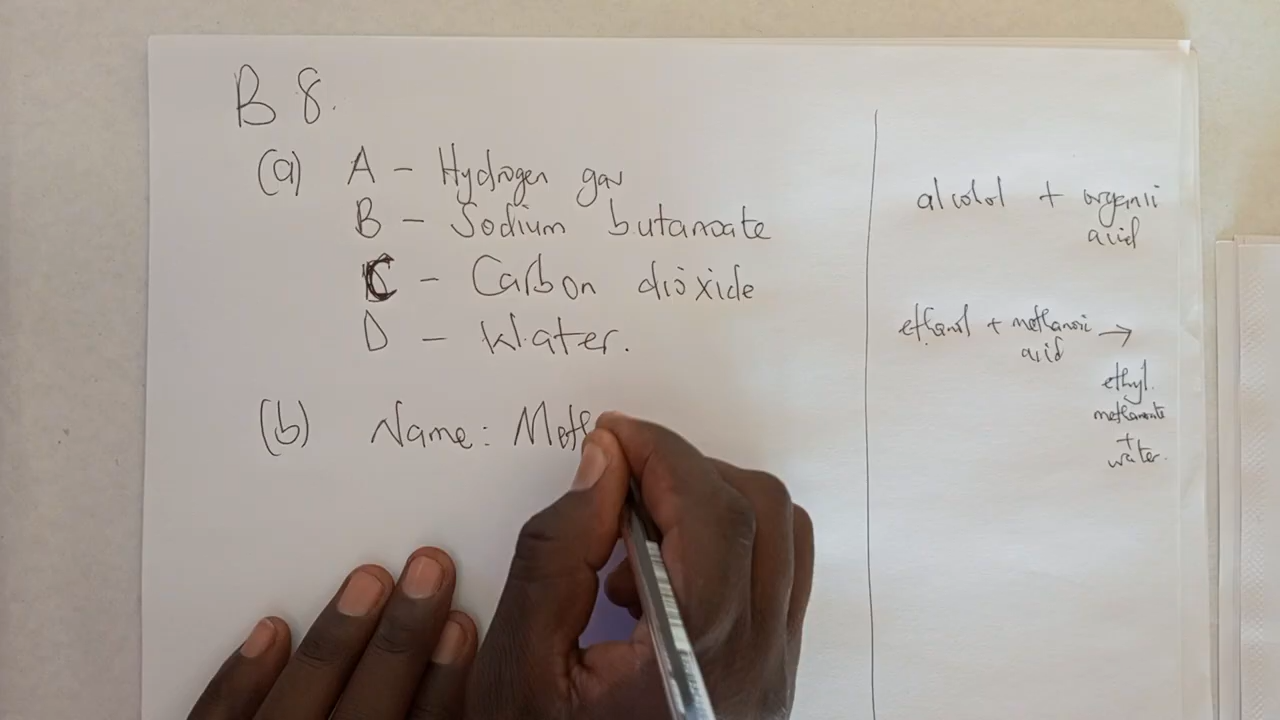 B 8.
(a) A - Hydrogen gas
B - Sodium butanoate
C - Carbon dioxide
D - Water.
(b) Name: Meth
alcohol + organic
acid
ethanol + methanoic →
acid
ethyl
methanoate
+
water.